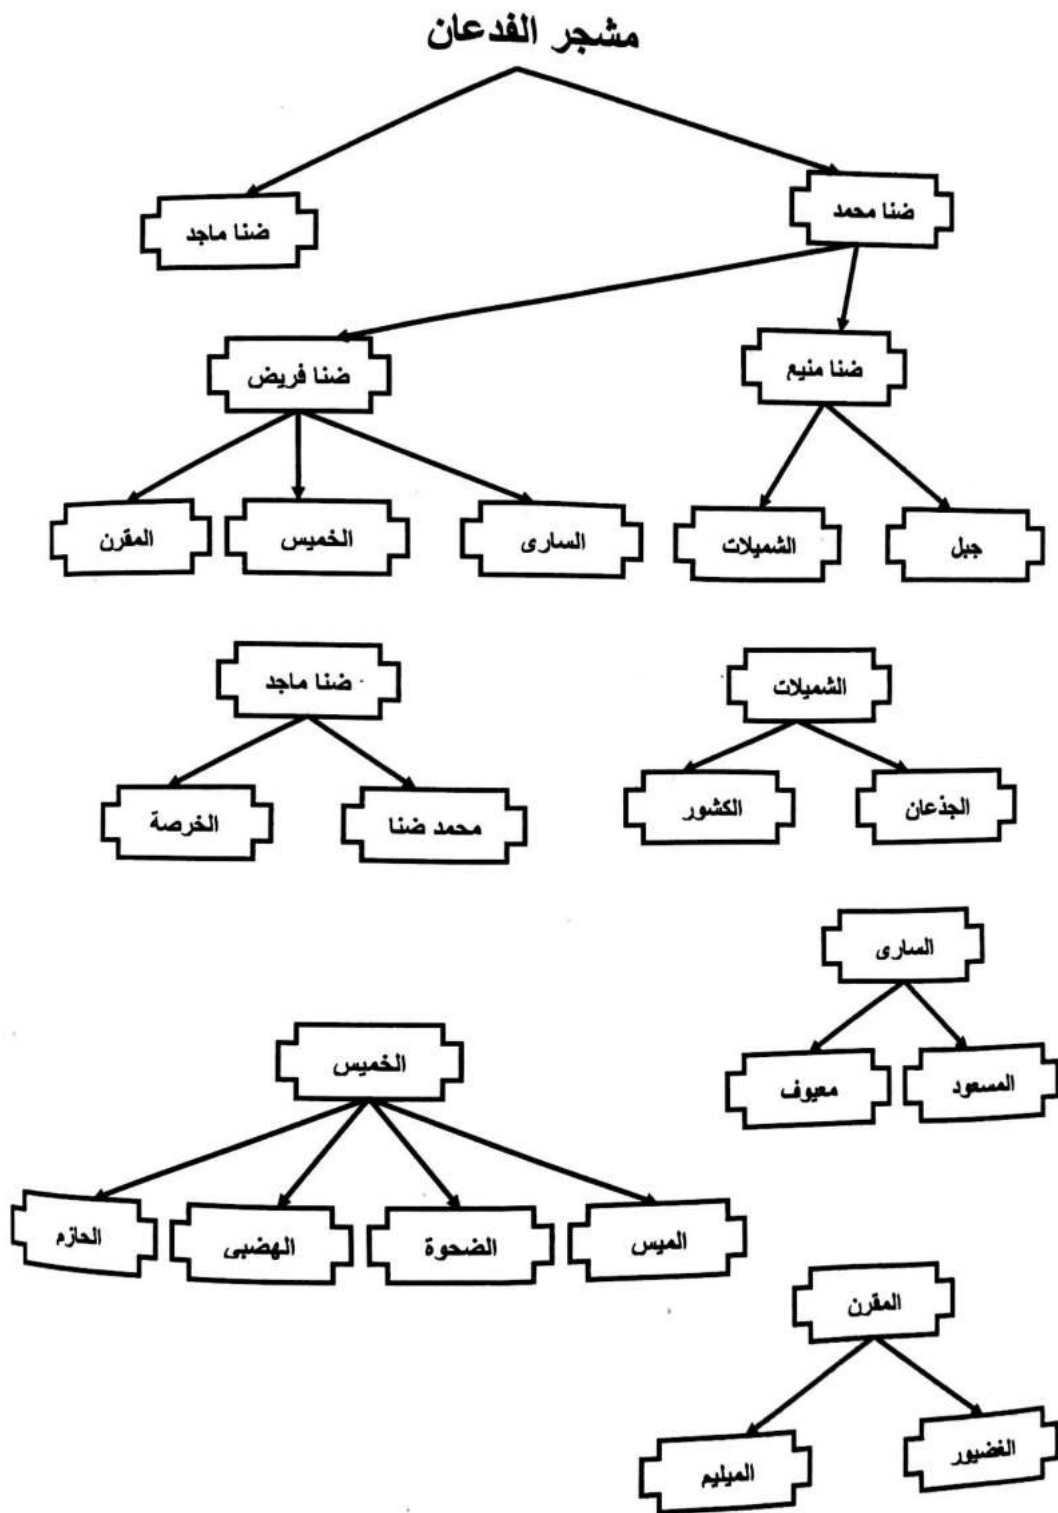 مشجر الفدعان
ضنا محمد
ضنا ماجد
ضنا منيع
ضنا فريض
جبل
الشميلات
السارى
الخميس
المقرن
الشميلات
ضنا ماجد
الجذعان
الكشور
محمد ضنا
الخرصة
السارى
المسعود
معيوف
الخميس
الميس
الضحوة
الهضبى
الحازم
المقرن
الغضيور
الميليم